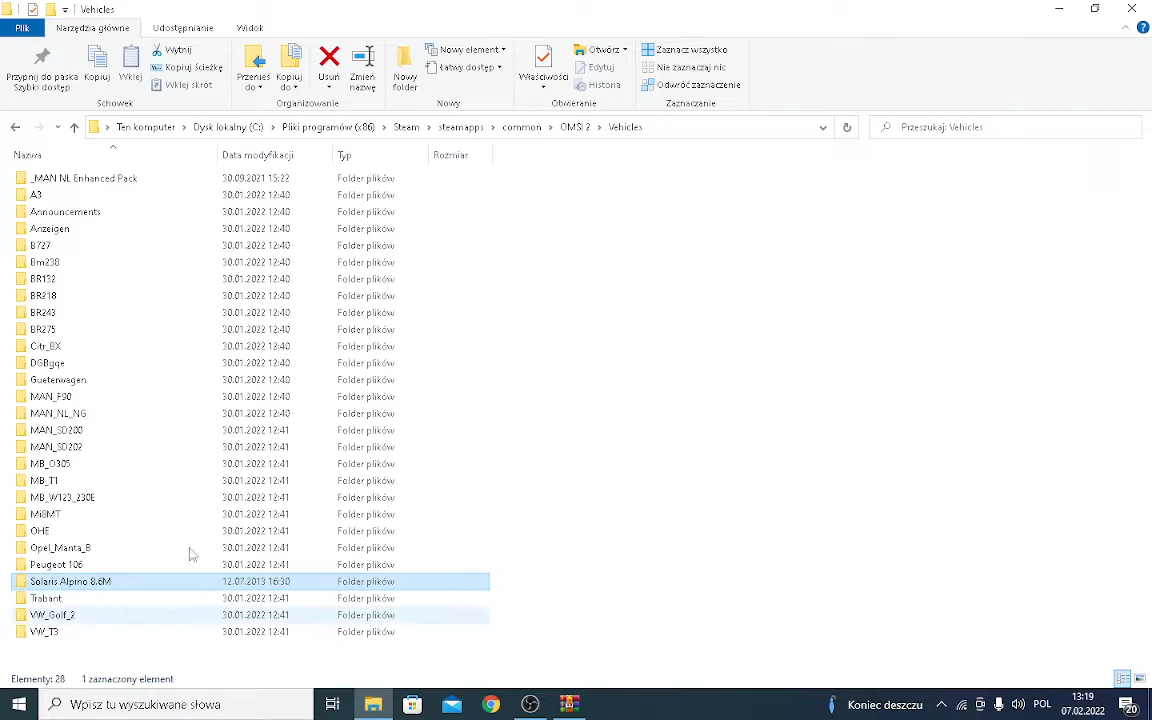 Vehicles
Plik Narzędzia główne Udostępnianie Widok
Przypnij do paska Szybki dostęp
Kopiuj
Wklej
Wytnij
Kopiuj ścieżkę
Wklej skrót
Schowek
Przenieś do
Kopiuj do
Usuń
Zmień nazwę
Organizowanie
Nowy folder
Nowy element
Łatwy dostęp
Nowy
Właściwości
Otwórz
Edytuj
Historia
Otwieranie
Zaznacz wszystko
Nie zaznaczaj nic
Odwróć zaznaczenie
Zaznaczanie
Ten komputer Dysk lokalny (C:) Pliki programów (x86) Steam steamapps common OMSI 2 Vehicles
Przeszukaj: Vehicles
Nazwa Data modyfikacji Typ Rozmiar
_MAN NL Enhanced Pack 30.09.2021 15:22 Folder plików
A3 30.01.2022 12:40 Folder plików
Announcements 30.01.2022 12:40 Folder plików
Anzeigen 30.01.2022 12:40 Folder plików
B727 30.01.2022 12:40 Folder plików
Bm238 30.01.2022 12:40 Folder plików
BR132 30.01.2022 12:40 Folder plików
BR218 30.01.2022 12:40 Folder plików
BR243 30.01.2022 12:40 Folder plików
BR275 30.01.2022 12:40 Folder plików
Citr_BX 30.01.2022 12:40 Folder plików
DGBgqe 30.01.2022 12:40 Folder plików
Gueterwagen 30.01.2022 12:40 Folder plików
MAN_F90 30.01.2022 12:40 Folder plików
MAN_NL_NG 30.01.2022 12:40 Folder plików
MAN_SD200 30.01.2022 12:41 Folder plików
MAN_SD202 30.01.2022 12:41 Folder plików
MB_O305 30.01.2022 12:41 Folder plików
MB_T1 30.01.2022 12:41 Folder plików
MB_W123_230E 30.01.2022 12:41 Folder plików
Mi8MT 30.01.2022 12:41 Folder plików
OHE 30.01.2022 12:41 Folder plików
Opel_Manta_B 30.01.2022 12:41 Folder plików
Peugeot 106 30.01.2022 12:41 Folder plików
Solaris Alpino 8.6M 12.07.2013 16:30 Folder plików
Trabant 30.01.2022 12:41 Folder plików
VW_Golf_2 30.01.2022 12:41 Folder plików
VW_T3 30.01.2022 12:41 Folder plików
Elementy: 28 1 zaznaczony element
Wpisz tu wyszukiwane słowa
Koniec deszczu
POL
13:19
07.02.2022
20